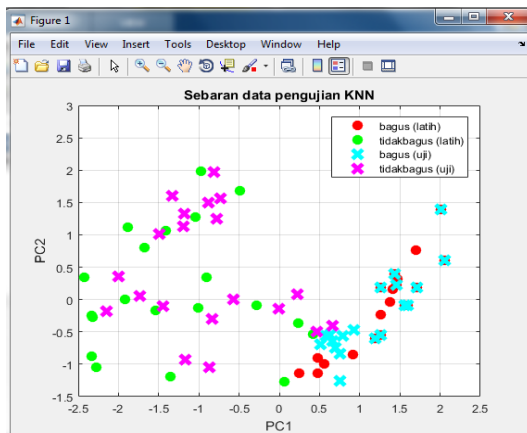 Figure 1
File Edit View Insert Tools Desktop Window Help
Sebaran data pengujian KNN
bagus (latih)
tidakbagus (latih)
bagus (uji)
tidakbagus (uji)
PC2
3
2.5
2
1.5
1
0.5
0
-0.5
-1
-1.5
-2.5 -2 -1.5 -1 -0.5 0 0.5 1 1.5 2 2.5
PC1